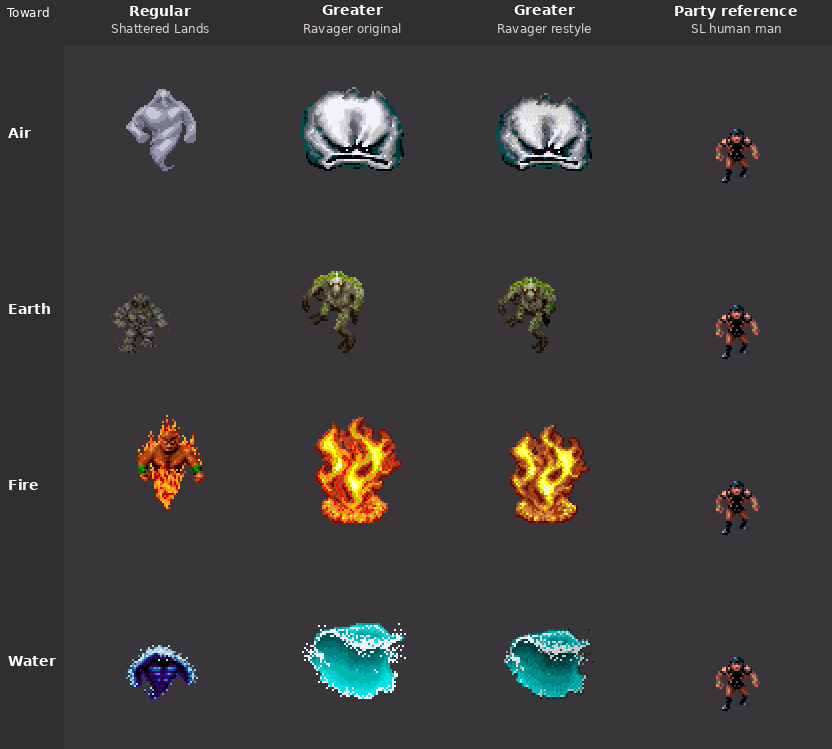 Toward
Regular
Shattered Lands
Greater
Ravager original
Greater
Ravager restyle
Party reference
SL human man
Air
Earth
Fire
Water